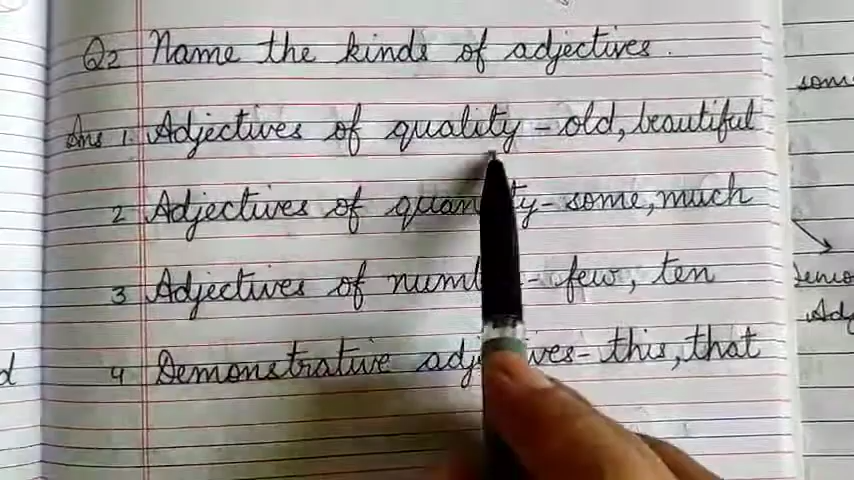 Q2 Name the kinds of adjectives.
Ans 1. Adjectives of quality - old, beautiful
2 Adjectives of - some, much
3 Adjectives of - few, ten
4 Demonstrative - this, that